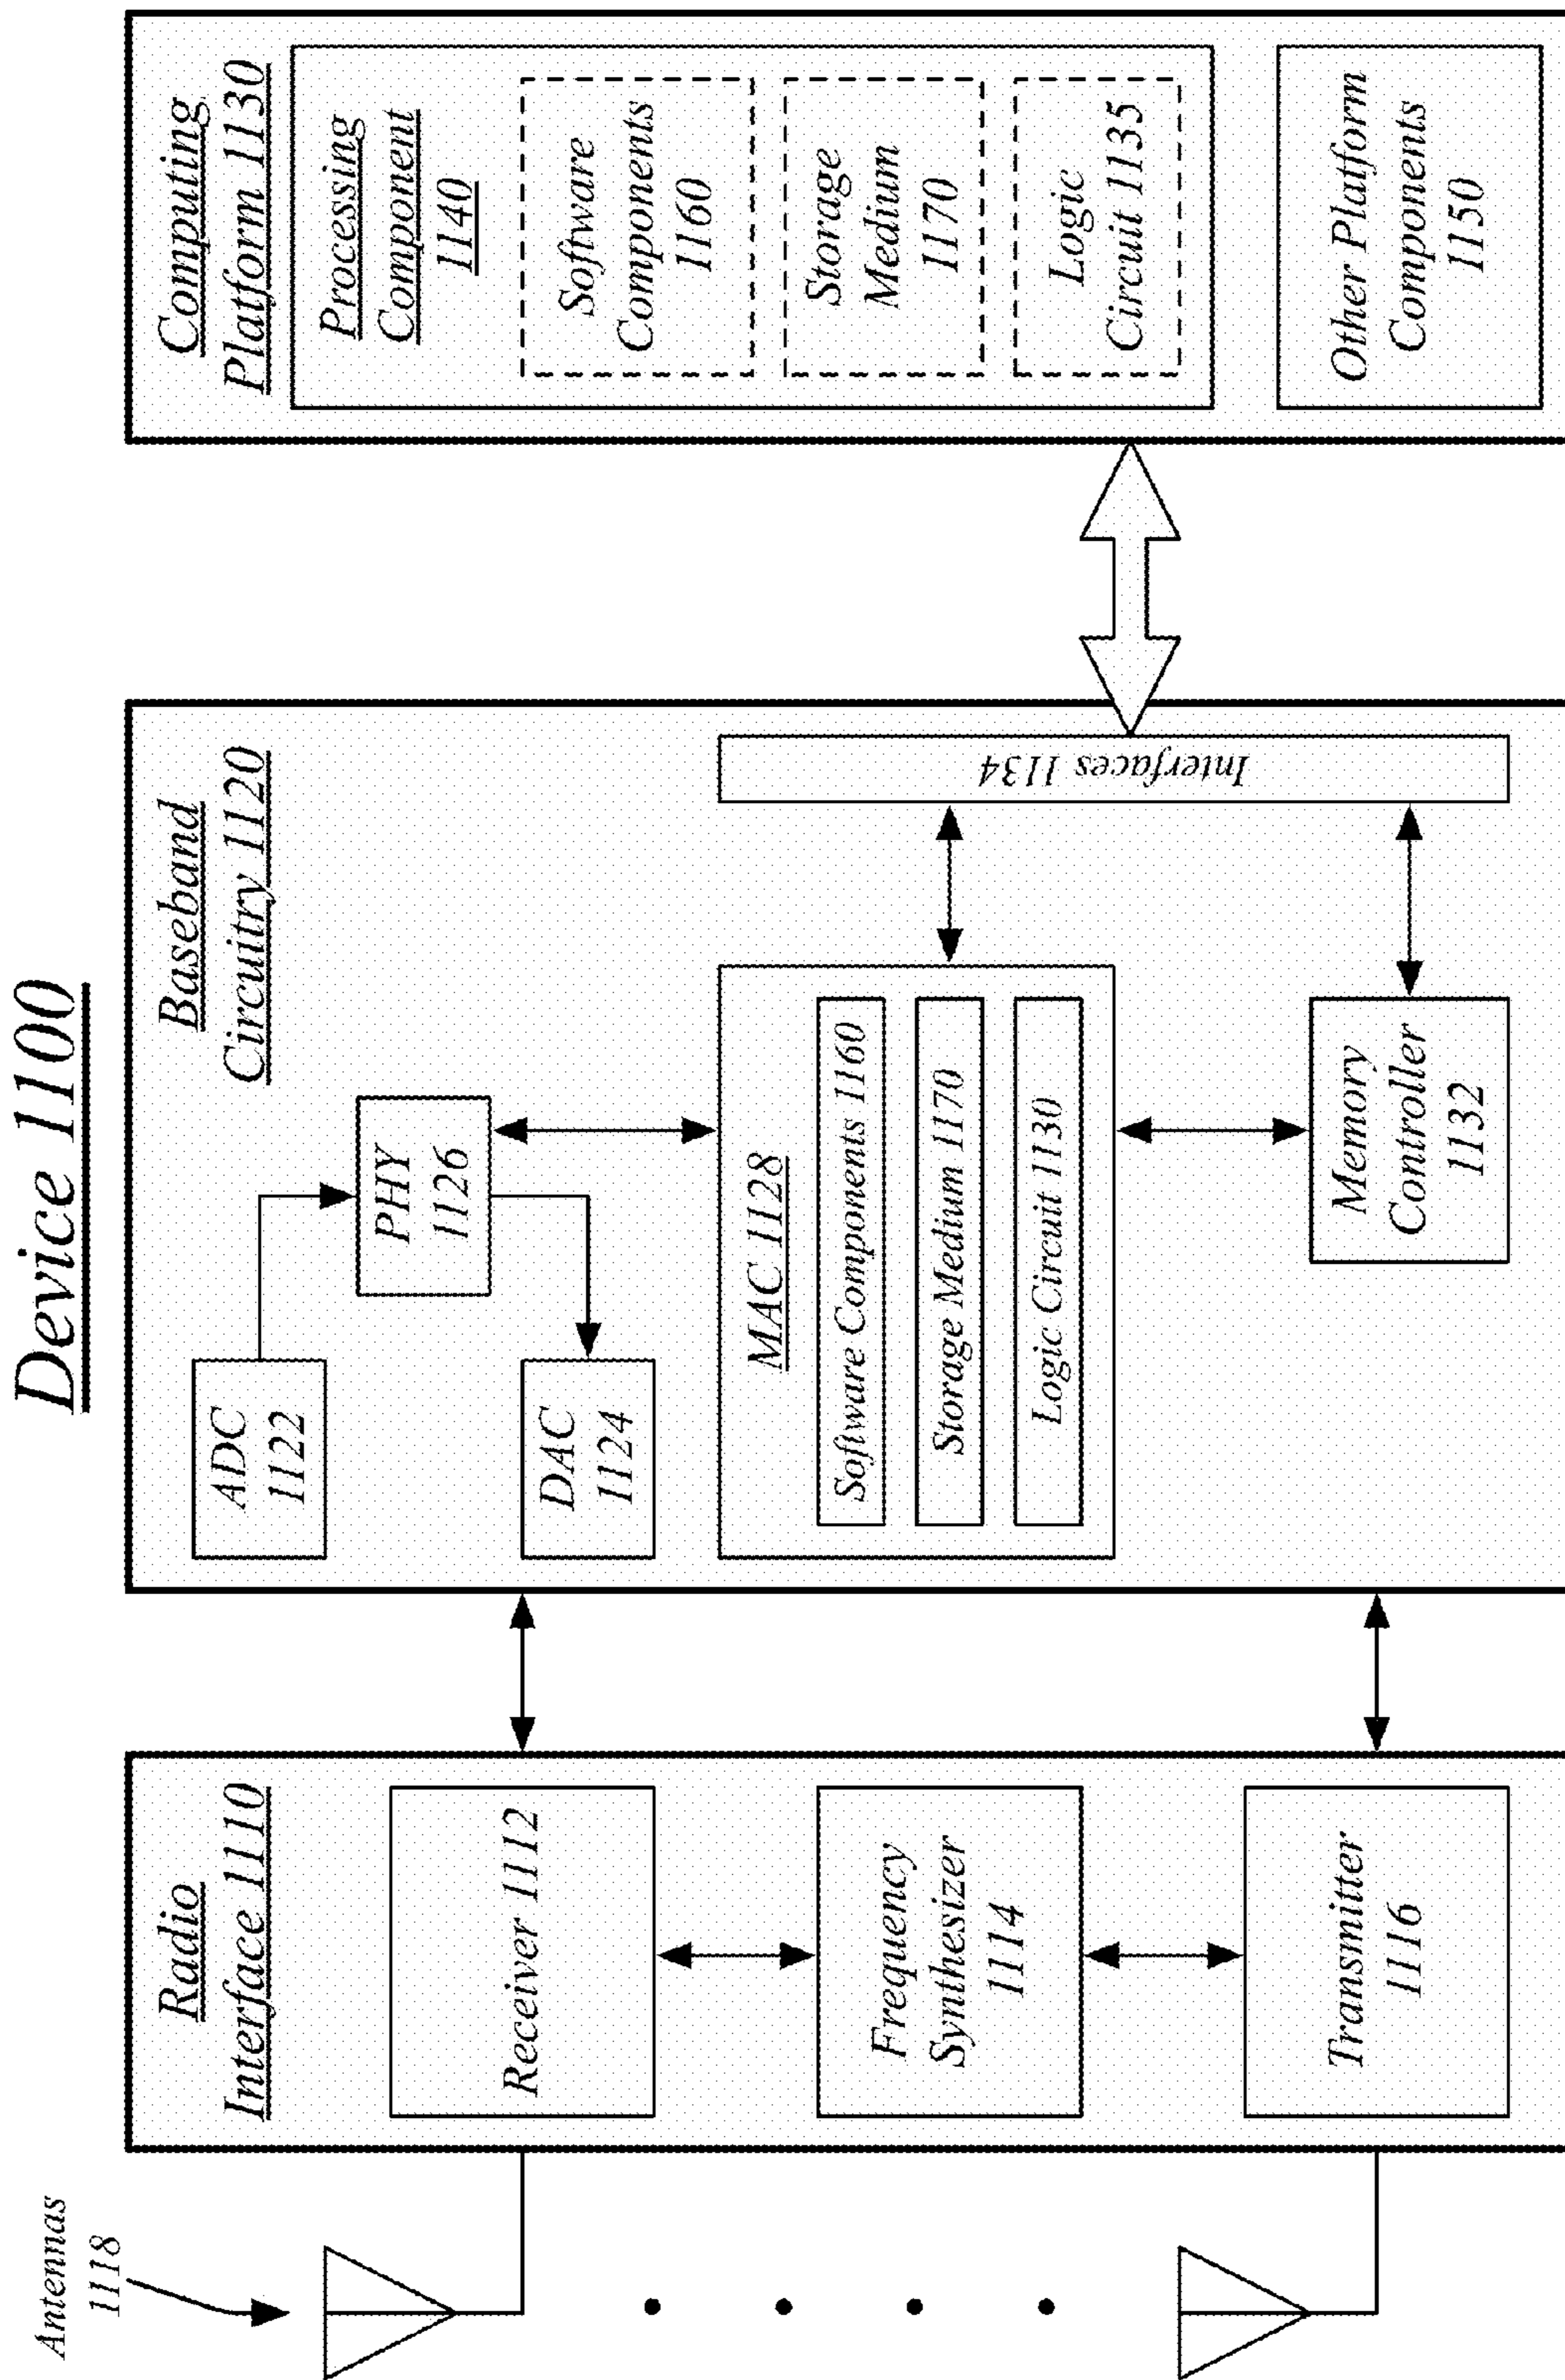 Device 1100
Antennas
1118
Radio
Interface 1110
Receiver 1112
Frequency
Synthesizer
1114
Transmitter
1116
Baseband
Circuitry 1120
ADC
1122
PHY
1126
DAC
1124
MAC 1128
Software Components 1160
Storage Medium 1170
Logic Circuit 1130
Memory
Controller
1132
Interfaces 1134
Computing
Platform 1130
Processing
Component
1140
Software
Components
1160
Storage
Medium
1170
Logic
Circuit 1135
Other Platform
Components
1150